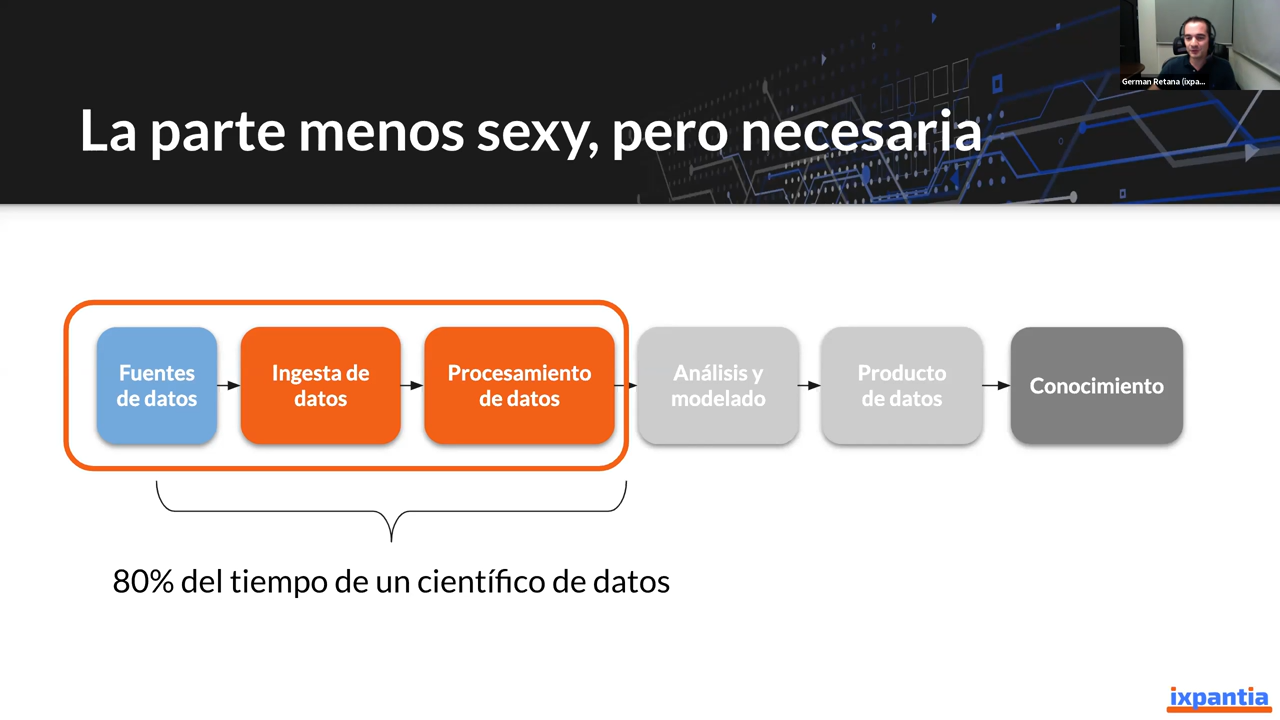 German Retana (ixpa...
La parte menos sexy, pero necesaria
Fuentes
de datos
Ingesta de
datos
Procesamiento
de datos
Análisis y
modelado
Producto
de datos
Conocimiento
80% del tiempo de un científico de datos
ixpantia